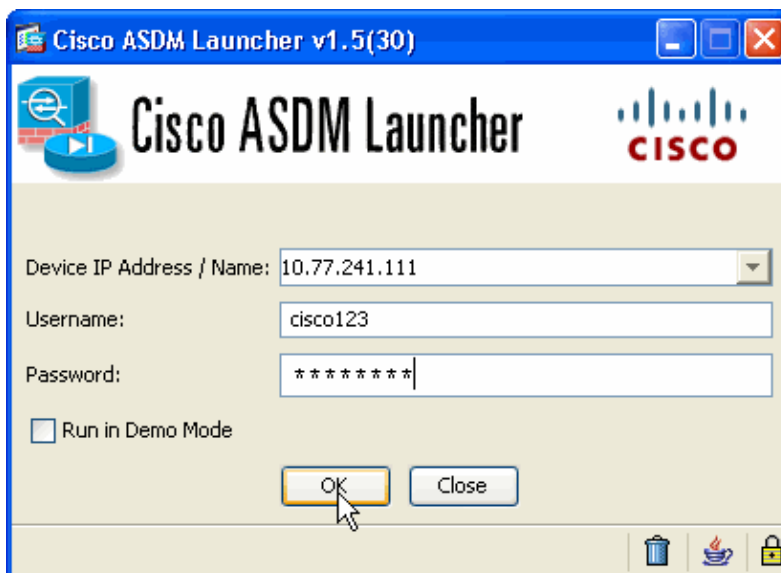 Cisco ASDM Launcher v1.5(30)
Cisco ASDM Launcher
CISCO
Device IP Address / Name: 10.77.241.111
Username: cisco123
Password: ********
Run in Demo Mode
OK Close